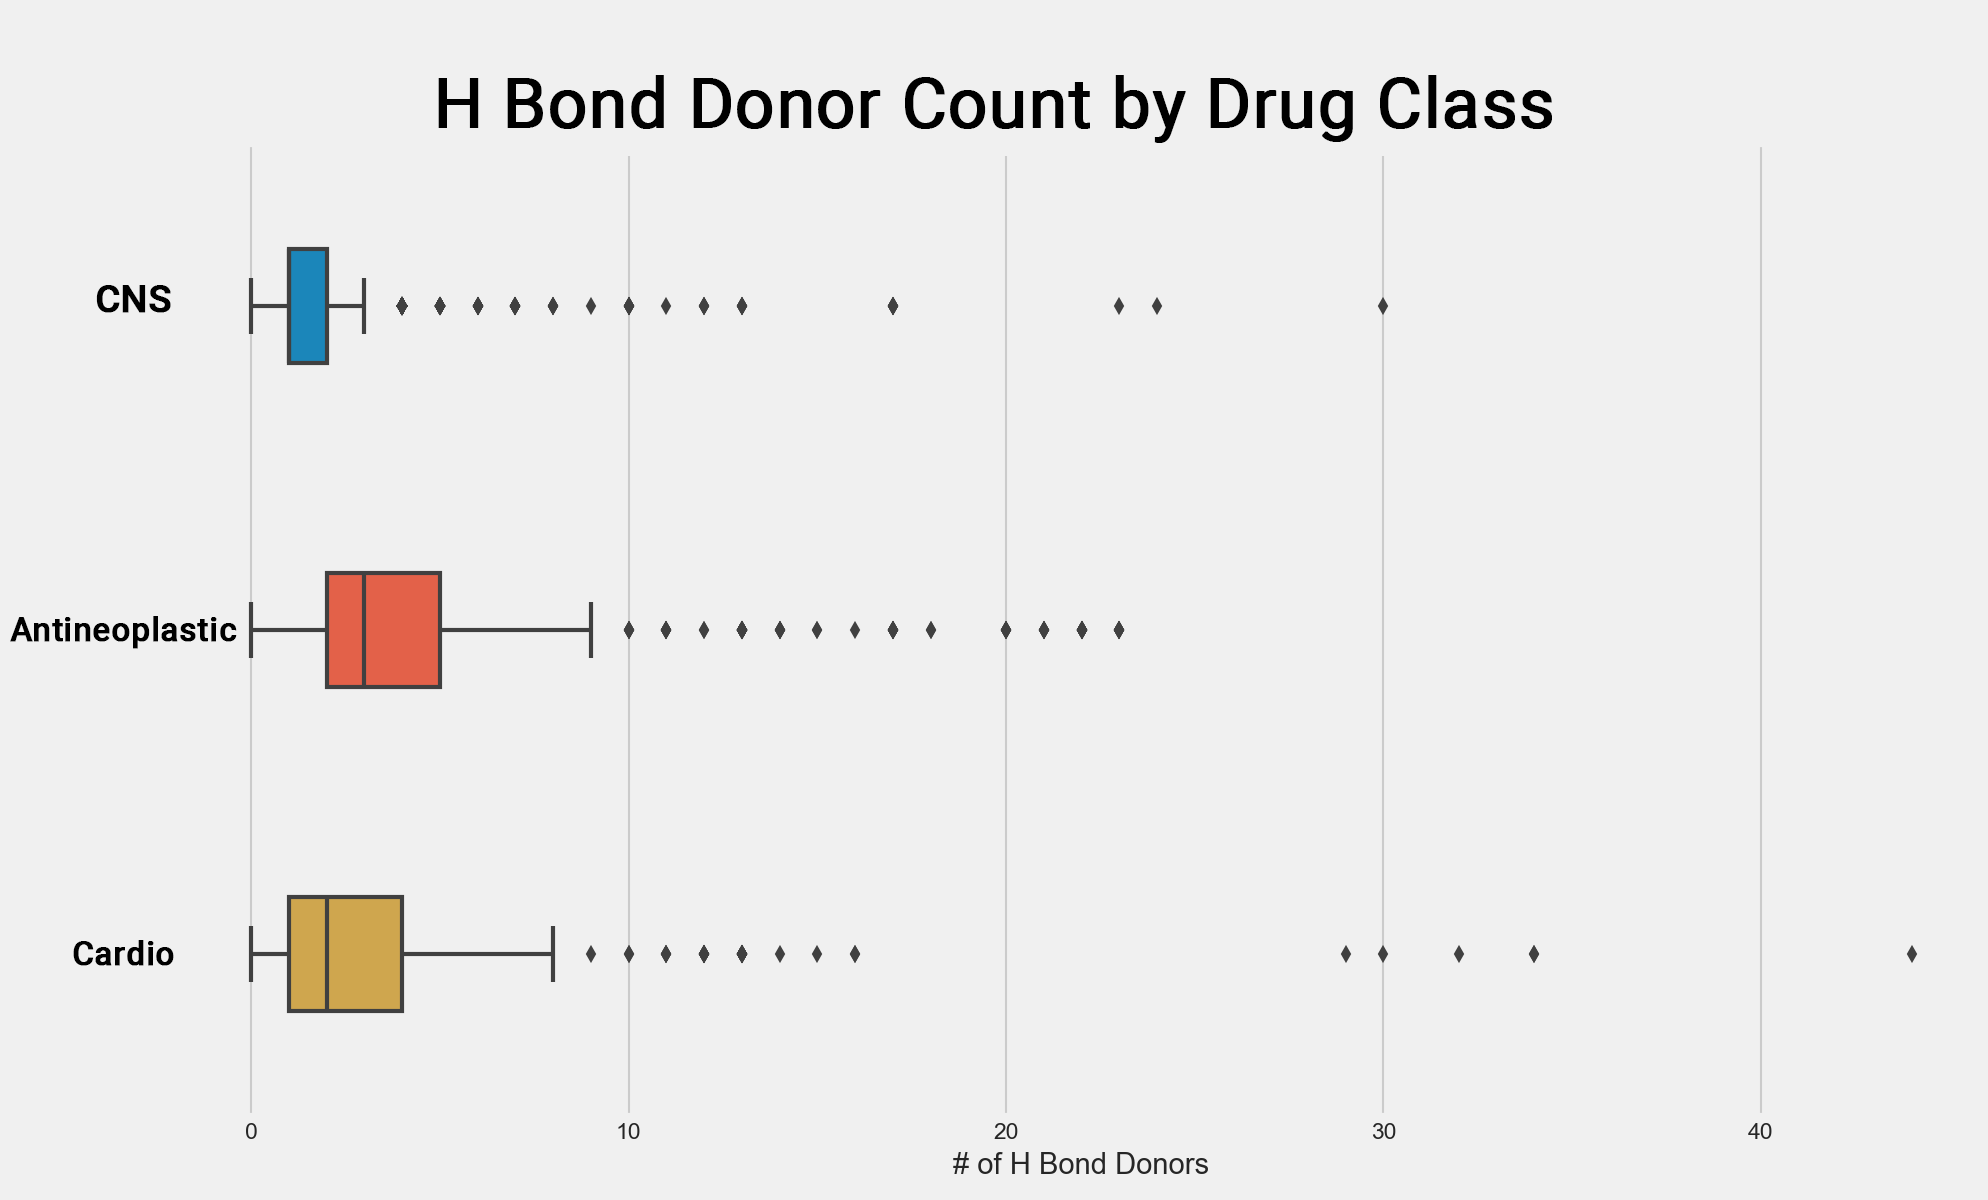 H Bond Donor Count by Drug Class
CNS
Antineoplastic
Cardio
0 10 20 30 40
# of H Bond Donors